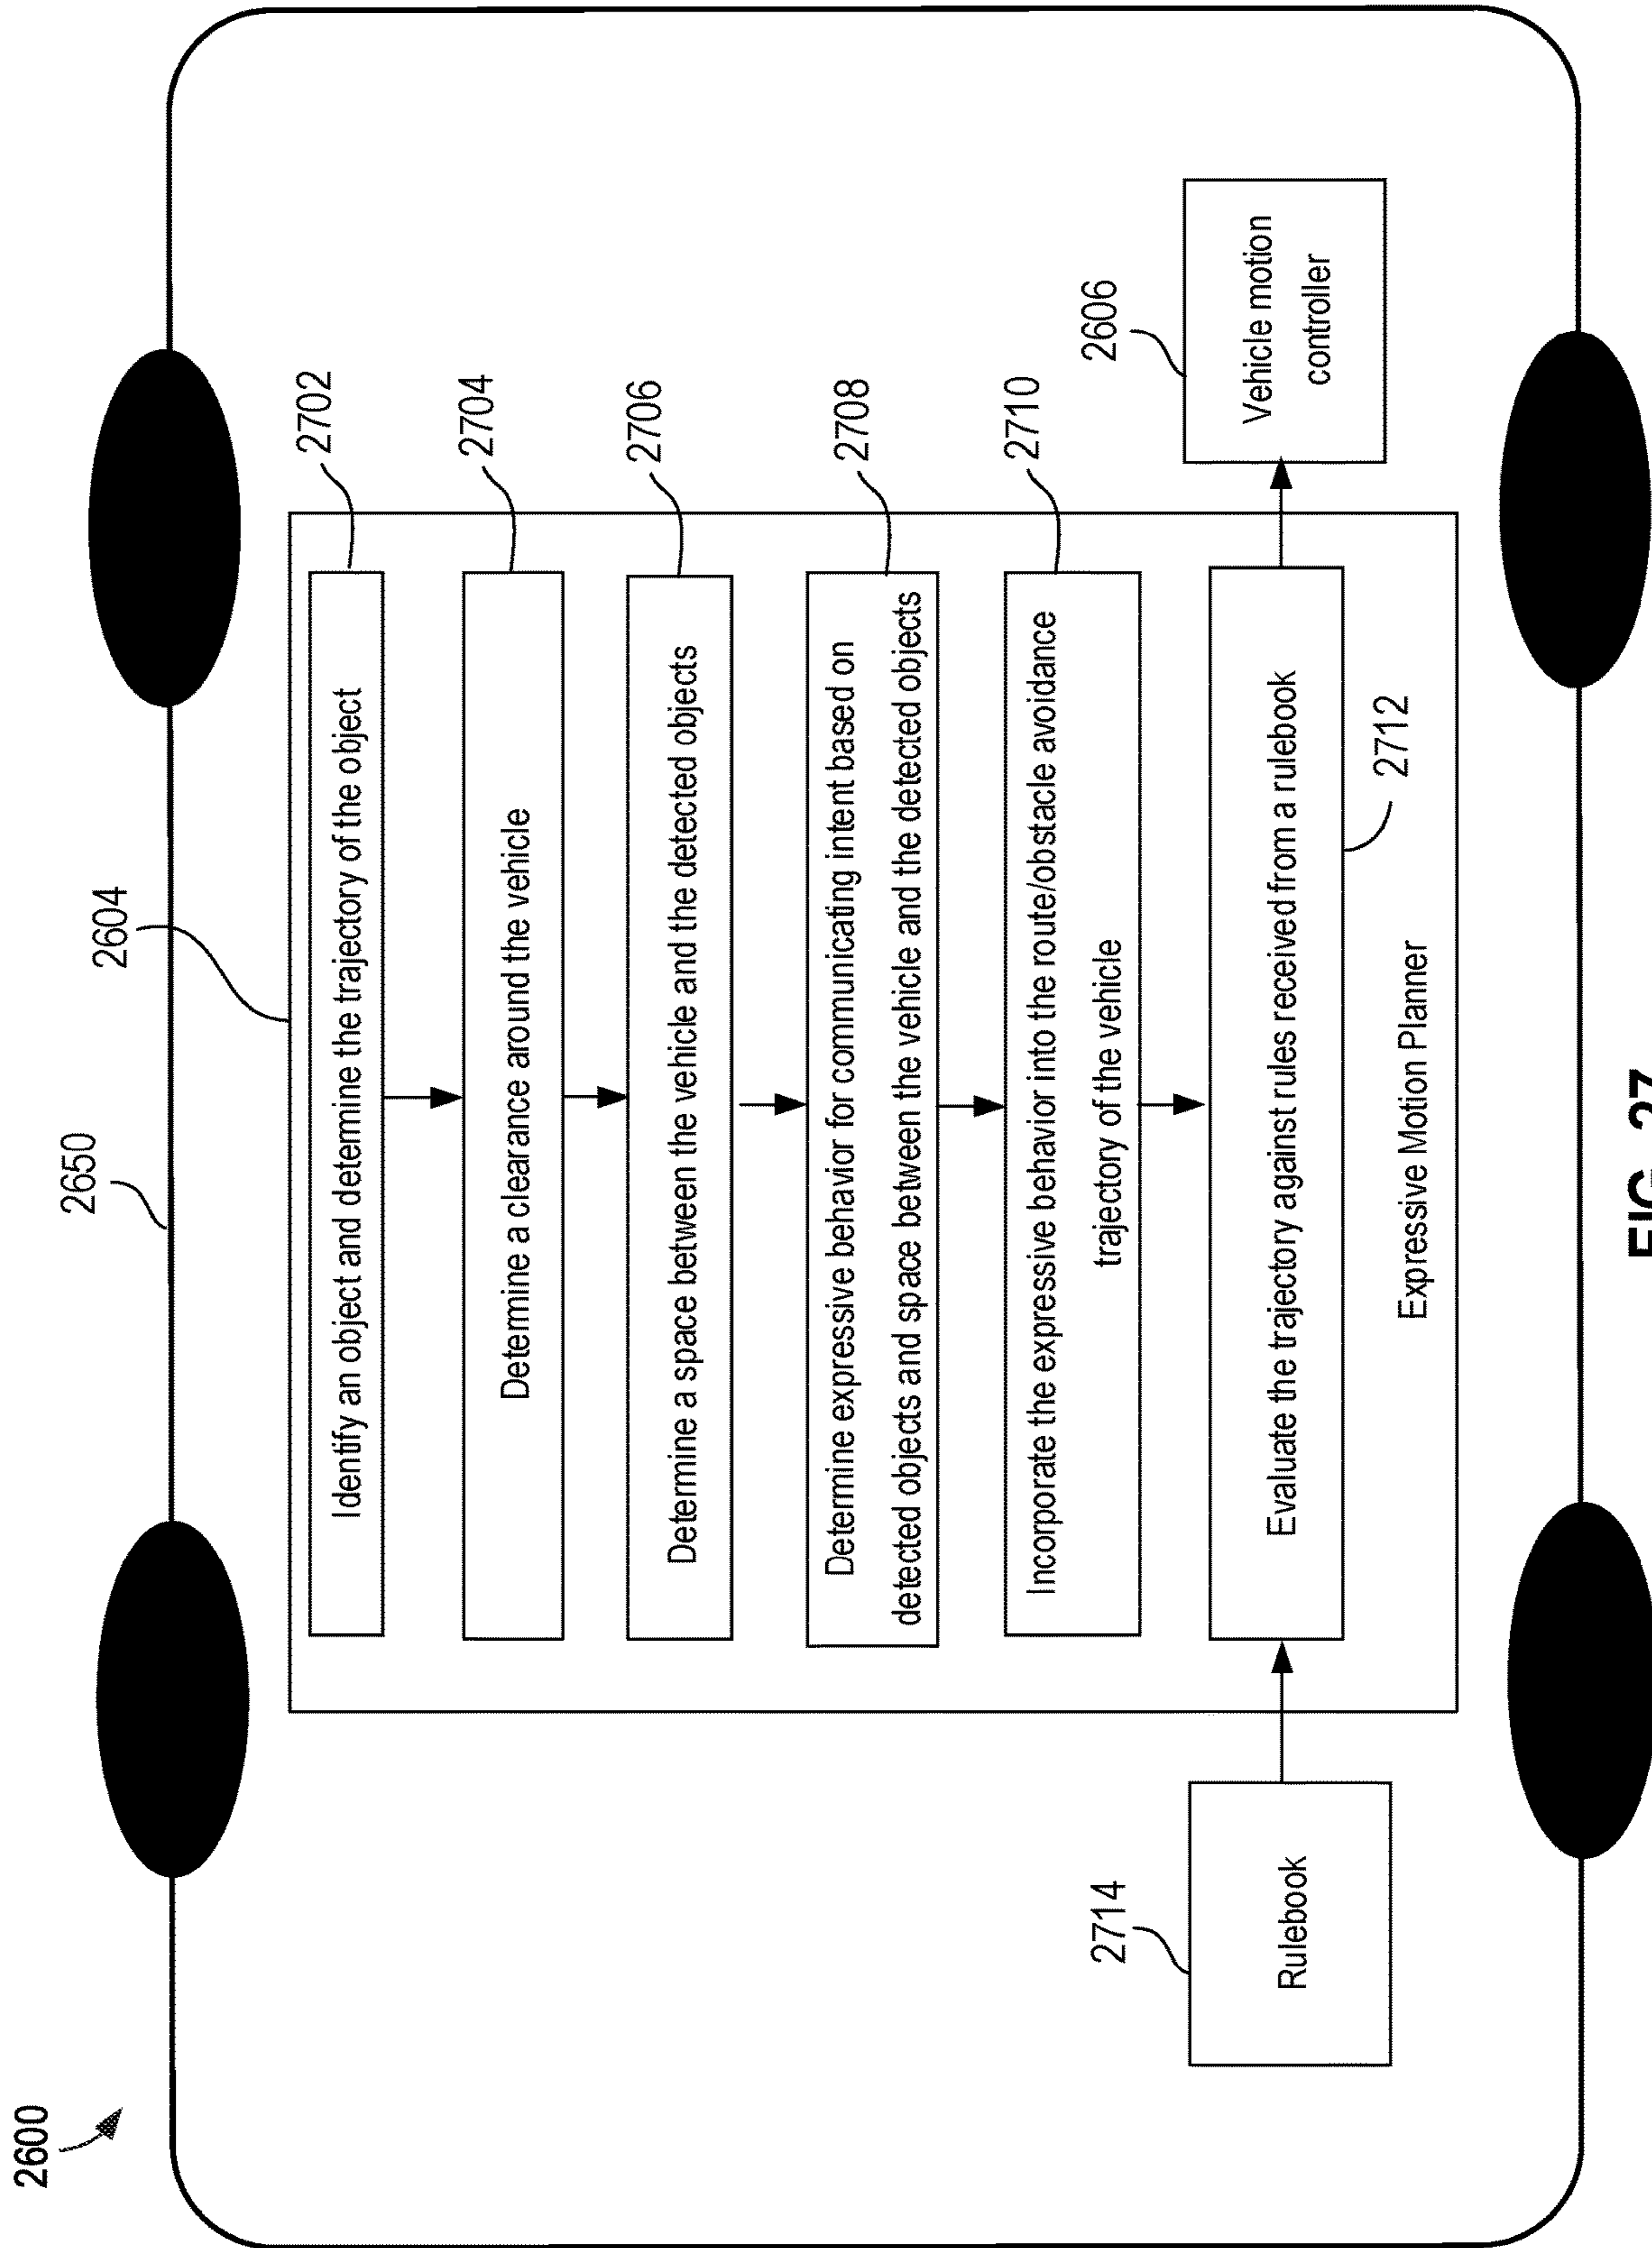 2600
2650
2604
Identify an object and determine the trajectory of the object
2702
Determine a clearance around the vehicle
2704
Determine a space between the vehicle and the detected objects
2706
Determine expressive behavior for communicating intent based on
detected objects and space between the vehicle and the detected objects
2708
Incorporate the expressive behavior into the route/obstacle avoidance
trajectory of the vehicle
2710
Evaluate the trajectory against rules received from a rulebook
2712
Expressive Motion Planner
2714
Rulebook
2606
Vehicle motion
controller
FIG. 27